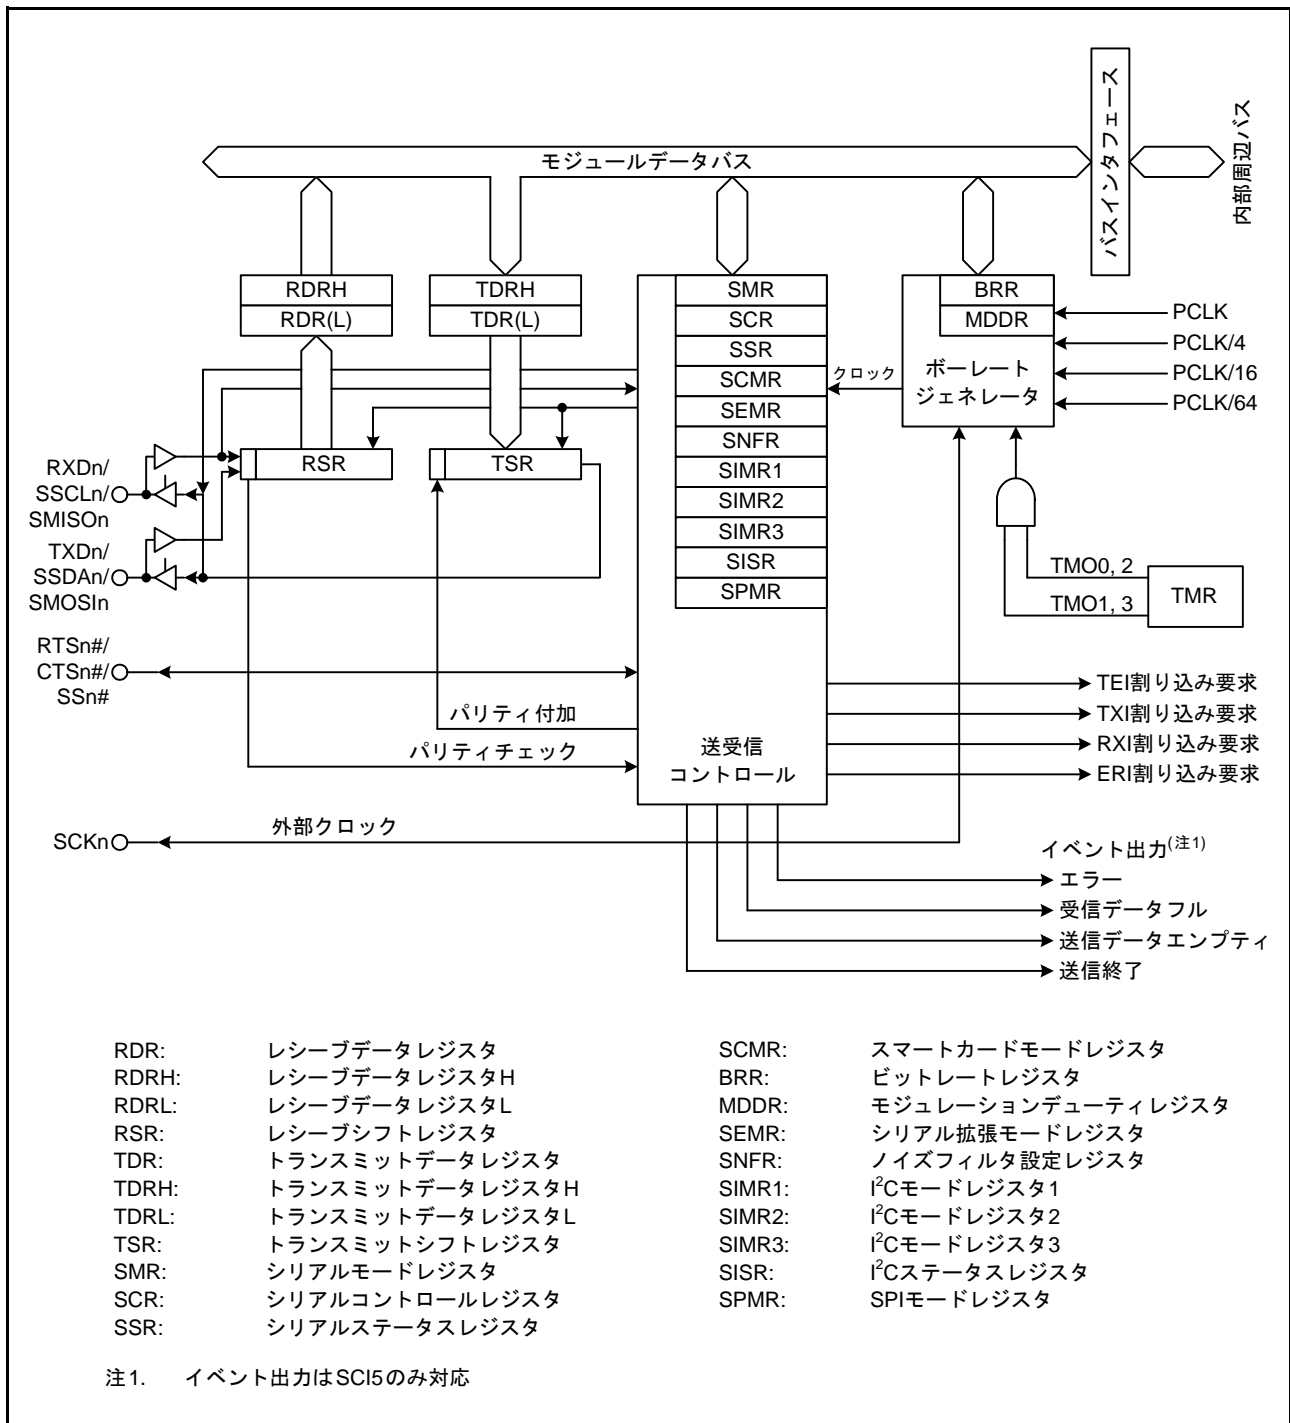 バスインタフェース
内部周辺バス
モジュールデータバス
RDRH
RDR(L)
TDRH
TDR(L)
SMR
SCR
SSR
SCMR
SEMR
SNFR
SIMR1
SIMR2
SIMR3
SISR
SPMR
BRR
MDDR
ボーレート
ジェネレータ
クロック
PCLK
PCLK/4
PCLK/16
PCLK/64
RSR
TSR
RXDn/
SSCLn/
SMISOn
TXDn/
SSDAn/
SMOSIn
TMO0, 2
TMO1, 3
TMR
RTSn#/
CTSn#/
SSn#
パリティ付加
パリティチェック
送受信
コントロール
TEI割り込み要求
TXI割り込み要求
RXI割り込み要求
ERI割り込み要求
SCKn
外部クロック
イベント出力(注1)
エラー
受信データフル
送信データエンプティ
送信終了
RDR: レシーブデータレジスタ
RDRH: レシーブデータレジスタH
RDRL: レシーブデータレジスタL
RSR: レシーブシフトレジスタ
TDR: トランスミットデータレジスタ
TDRH: トランスミットデータレジスタH
TDRL: トランスミットデータレジスタL
TSR: トランスミットシフトレジスタ
SMR: シリアルモードレジスタ
SCR: シリアルコントロールレジスタ
SSR: シリアルステータスレジスタ
SCMR: スマートカードモードレジスタ
BRR: ビットレートレジスタ
MDDR: モジュレーションデューティレジスタ
SEMR: シリアル拡張モードレジスタ
SNFR: ノイズフィルタ設定レジスタ
SIMR1: I²Cモードレジスタ1
SIMR2: I²Cモードレジスタ2
SIMR3: I²Cモードレジスタ3
SISR: I²Cステータスレジスタ
SPMR: SPIモードレジスタ
注1. イベント出力はSCI5のみ対応